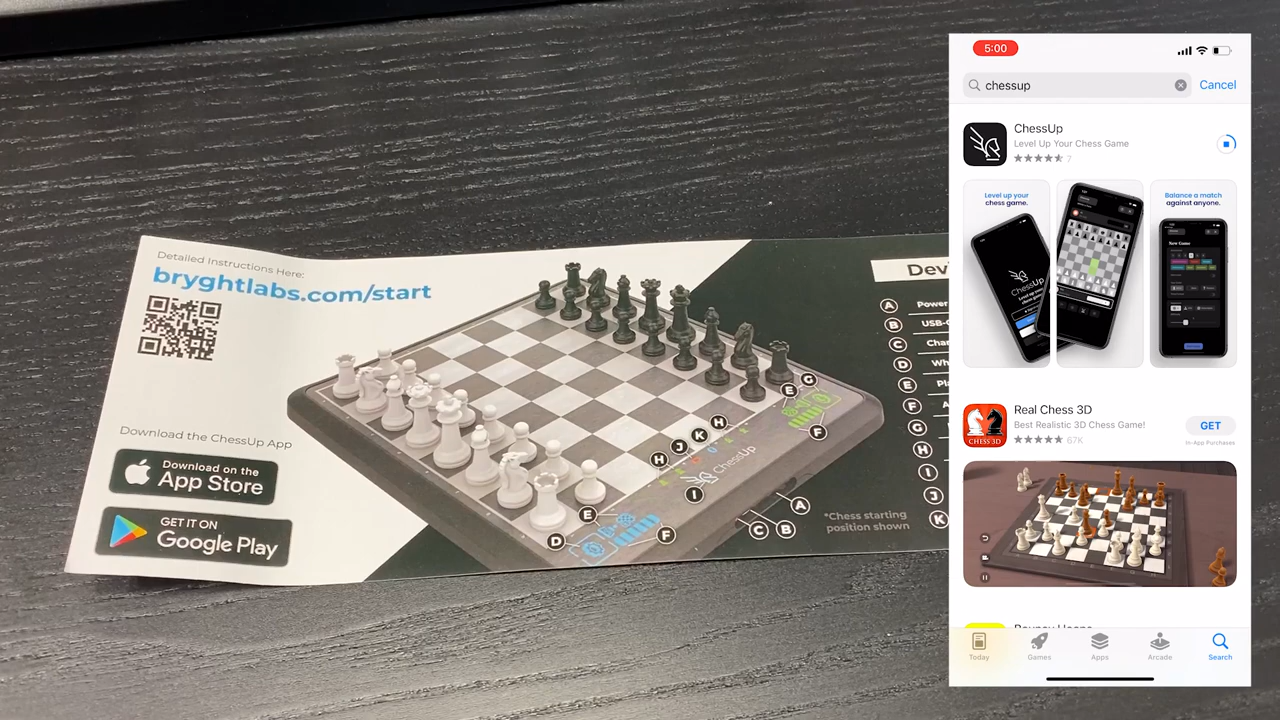 Detailed Instructions Here:
bryghtlabs.com/start
Download the ChessUp App
Download on the
App Store
GET IT ON
Google Play
ChessUp
E
G
F
H
K
J
H
I
A
B
C
E
F
D
*Chess starting
position shown
A
B
C
D
E
F
G
H
I
J
K
Power
5:00
chessup
Cancel
ChessUp
Level Up Your Chess Game
7
Level up your
chess game.
ChessUp
Balance a match
against anyone.
New Game
Real Chess 3D
Best Realistic 3D Chess Game!
67K
GET
In-App Purchases
CHESS 3D
Today
Games
Apps
Arcade
Search